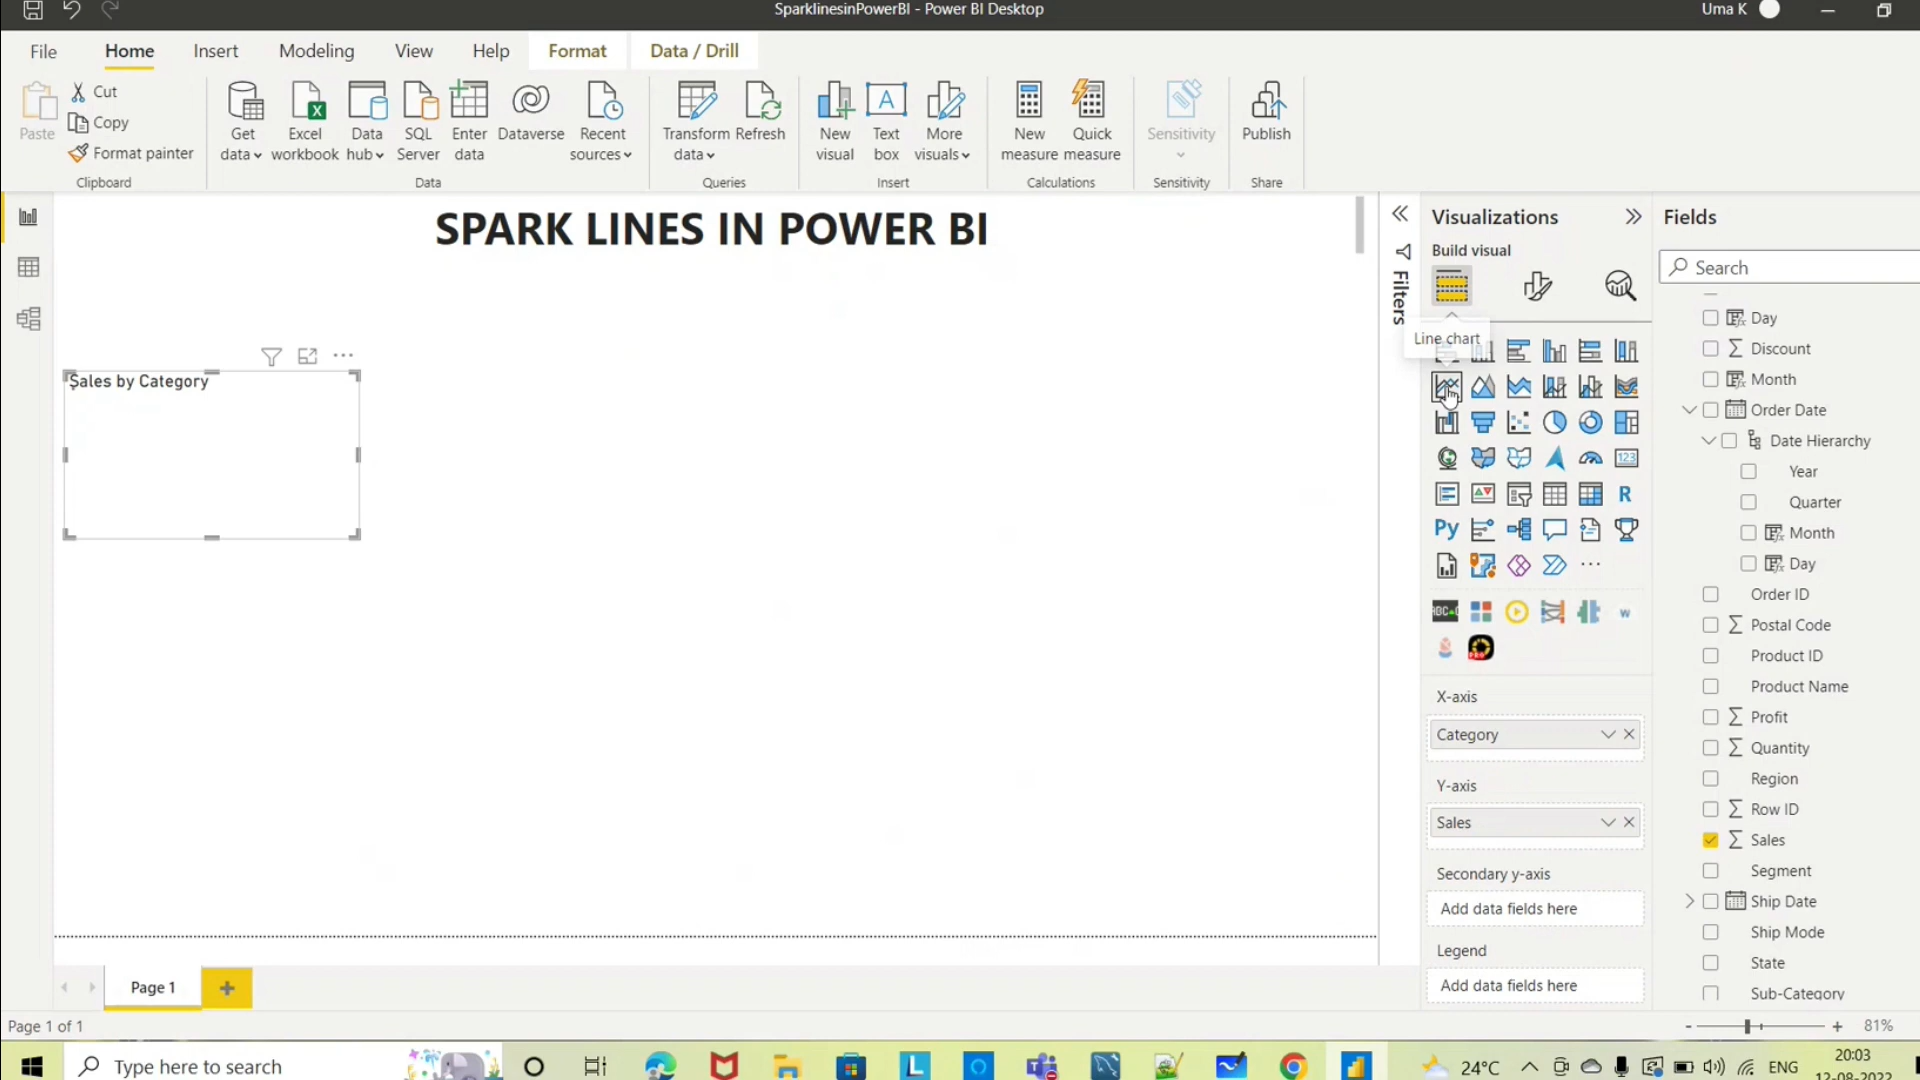 SparklinesinPowerBI - Power BI Desktop
Uma K
File
Home
Insert
Modeling
View
Help
Format
Data / Drill
Paste
Cut
Copy
Format painter
Clipboard
Get
data
Excel
workbook
Data
hub
SQL
Server
Enter
data
Dataverse
Recent
sources
Data
Transform
data
Refresh
Queries
New
visual
Text
box
More
visuals
Insert
New
measure
Quick
measure
Calculations
Sensitivity
Sensitivity
Publish
Share
SPARK LINES IN POWER BI
Sales by Category
Filters
Visualizations
Build visual
Line chart
123
R
Py
PRO
X-axis
Category
Y-axis
Sales
Secondary y-axis
Add data fields here
Legend
Add data fields here
Fields
Search
Day
Discount
Month
Order Date
Date Hierarchy
Year
Quarter
Month
Day
Order ID
Postal Code
Product ID
Product Name
Profit
Quantity
Region
Row ID
Sales
Segment
Ship Date
Ship Mode
State
Sub-Category
Page 1
Page 1 of 1
81%
Type here to search
24°C
ENG
20:03
12-08-2022